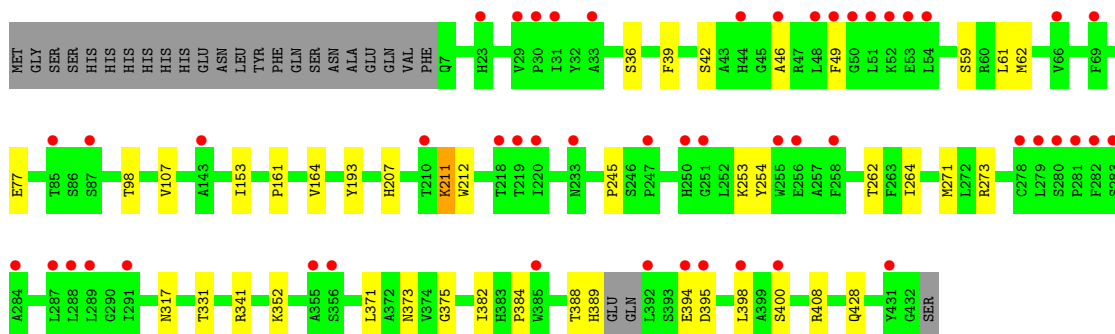 MET GLY SER SER HIS HIS HIS HIS HIS HIS GLU ASN LEU TYR PHE GLN SER ASN ALA GLU GLN VAL PHE Q7 H23 V29 P30 I31 Y32 A33 S36 F39 S42 A43 H44 G45 A46 R47 L48 F49 G50 L51 K52 E53 L54 S59 R60 L61 M62 V66 F69
E77 T85 S86 S87 T98 V107 A143 I153 P161 V164 Y193 H207 T210 K211 W212 T218 T219 I220 N233 P245 S246 P247 H250 G251 L252 K253 Y254 W255 E256 A257 F258 T262 F263 I264 M271 L272 R273 C278 L279 S280 P281 F282 S283
A284 L287 L288 L289 G290 I291 N317 T331 R341 K352 A355 S356 L371 A372 N373 V374 G375 I382 H383 P384 W385 T388 H389 GLU GLN L392 S393 E394 D395 L398 A399 S400 R408 Q428 Y431 G432 SER